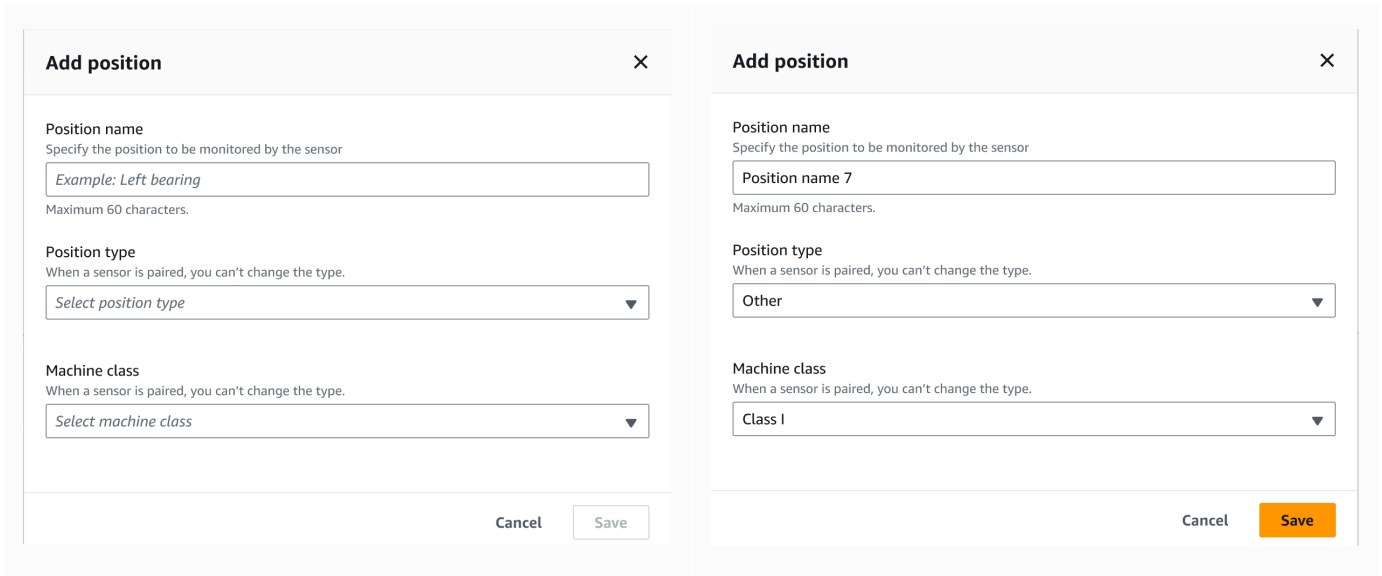 Add position
Position name
Specify the position to be monitored by the sensor
Example: Left bearing
Maximum 60 characters.
Position type
When a sensor is paired, you can’t change the type.
Select position type
Machine class
When a sensor is paired, you can’t change the type.
Select machine class
Cancel
Save
Add position
Position name
Specify the position to be monitored by the sensor
Position name 7
Maximum 60 characters.
Position type
When a sensor is paired, you can’t change the type.
Other
Machine class
When a sensor is paired, you can’t change the type.
Class I
Cancel
Save